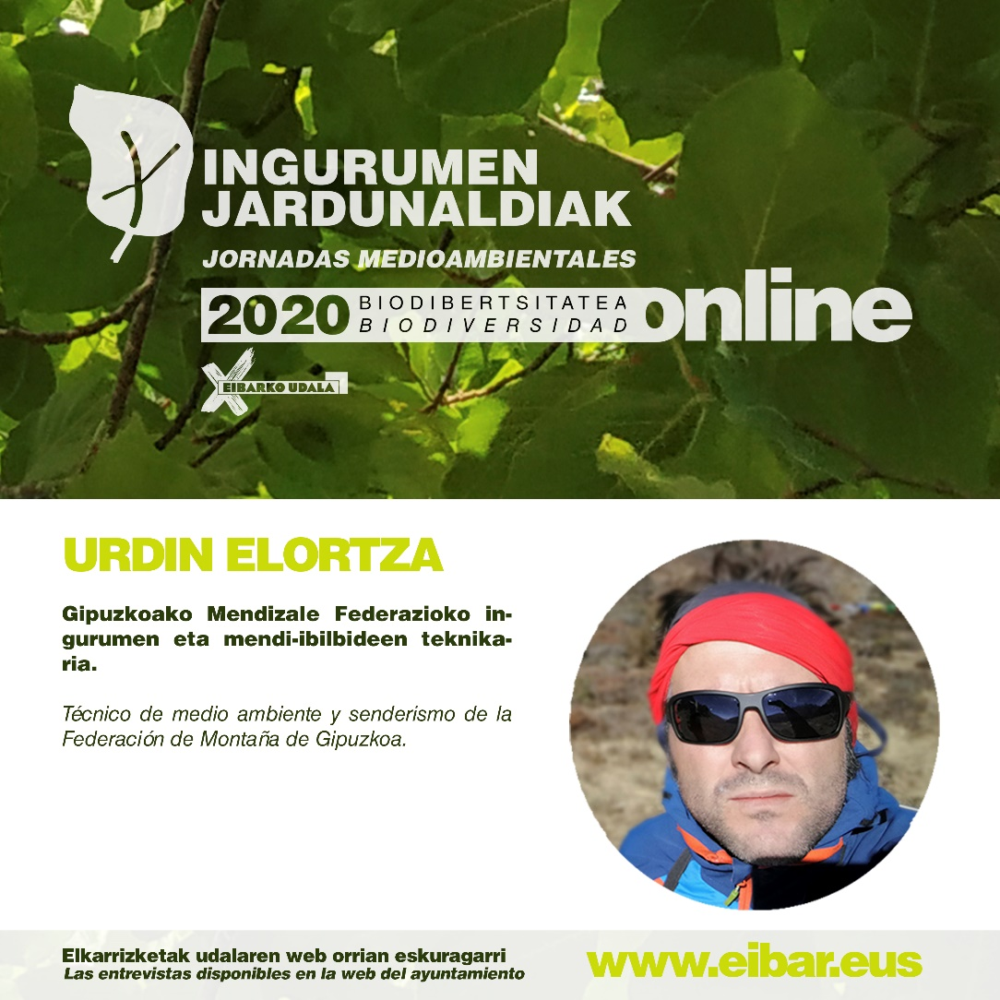 INGURUMEN
JARDUNALDIAK
JORNADAS MEDIOAMBIENTALES
2020 BIODIBERTSITATEA
BIODIVERSIDAD
online
EIBARKO UDALA
URDIN ELORTZA
Gipuzkoako Mendizale Federazioko in-
gurumen eta mendi-ibilbideen teknika-
ria.
Técnico de medio ambiente y senderismo de la
Federación de Montaña de Gipuzkoa.
Elkarrizketak udalaren web orrian eskuragarri
Las entrevistas disponibles en la web del ayuntamiento
www.eibar.eus